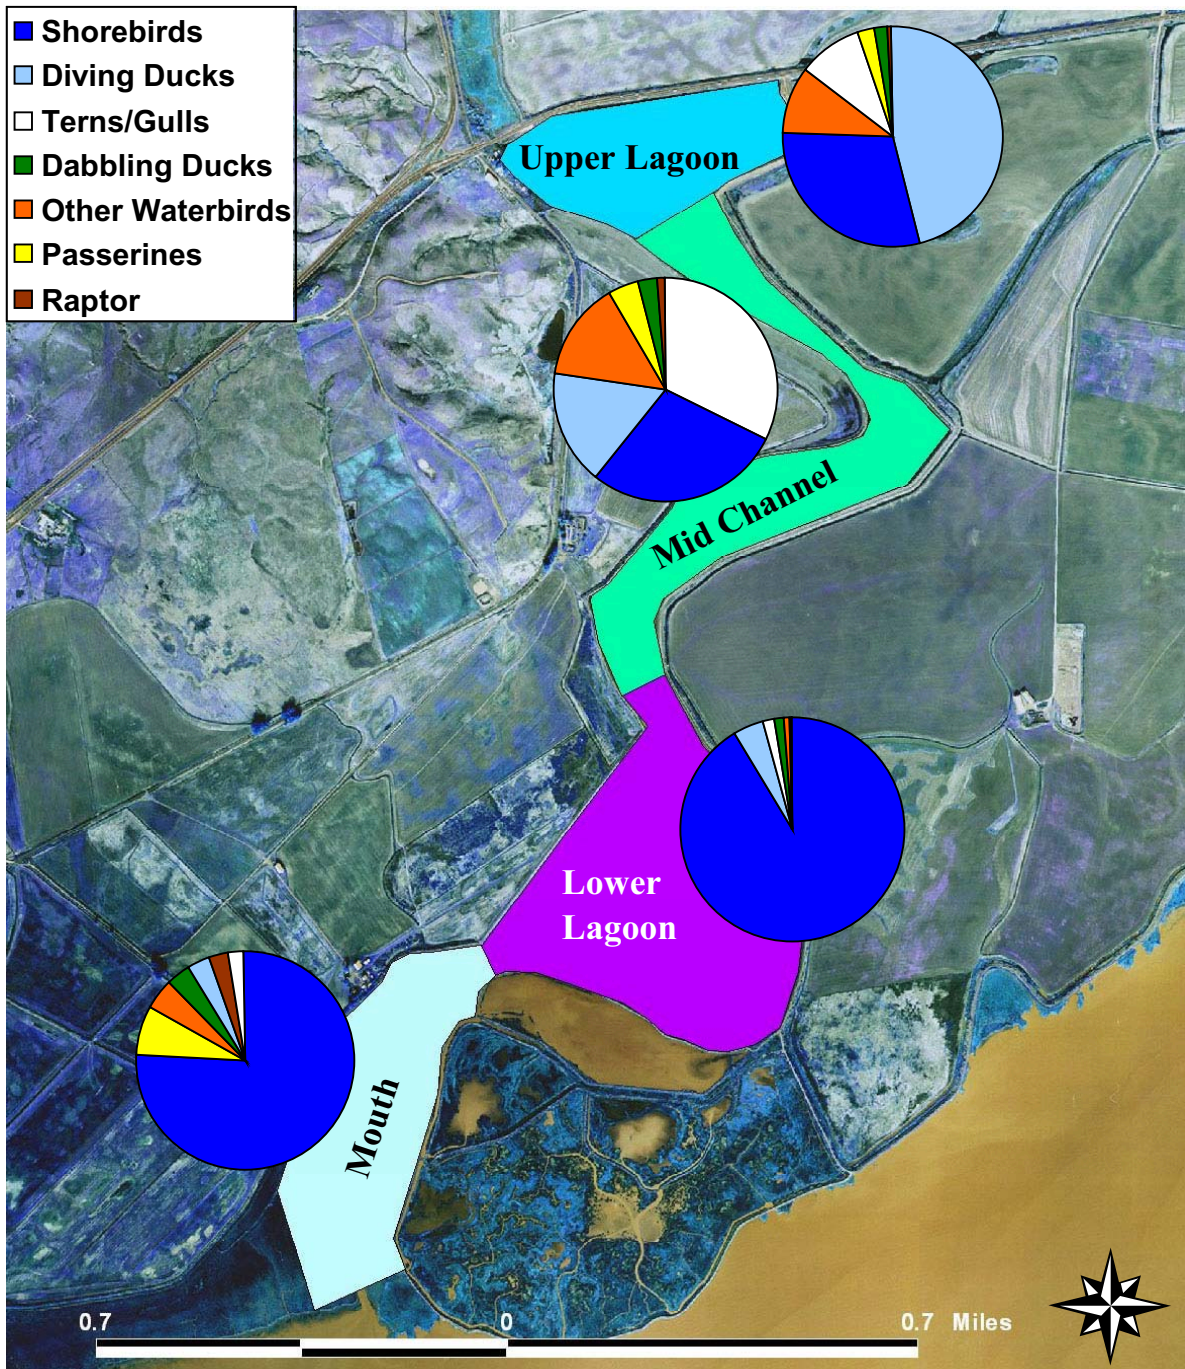 Shorebirds
Diving Ducks
Terns/Gulls
Dabbling Ducks
Other Waterbirds
Passerines
Raptor
Upper Lagoon
Mid Channel
Lower
Lagoon
Mouth
0.7 0 0.7 Miles